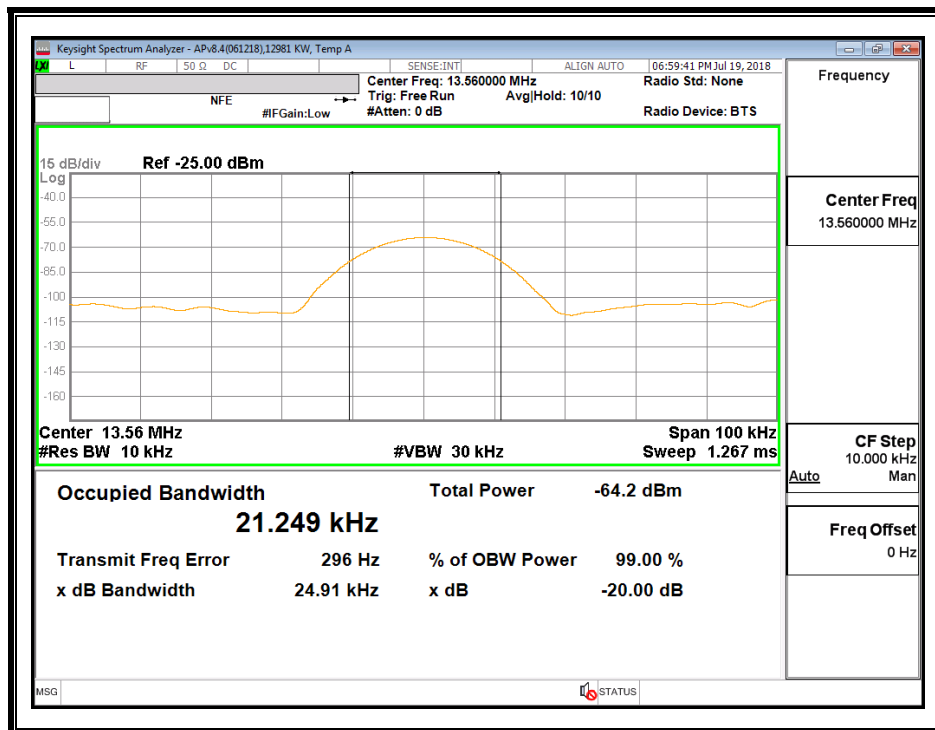 Keysight Spectrum Analyzer - APv8.4(061218),12981 KW, Temp A
LXI L RF 50 Ω DC SENSE:INT ALIGN AUTO 06:59:41 PM Jul 19, 2018
Center Freq: 13.560000 MHz Radio Std: None
NFE Trig: Free Run Avg|Hold: 10/10
#IFGain:Low #Atten: 0 dB Radio Device: BTS
Frequency
15 dB/div Ref -25.00 dBm
Log
-40.0
-55.0
-70.0
-85.0
-100
-115
-130
-145
-160
Center 13.56 MHz Span 100 kHz
#Res BW 10 kHz #VBW 30 kHz Sweep 1.267 ms
Center Freq
13.560000 MHz
CF Step
10.000 kHz
Auto Man
Freq Offset
0 Hz
Occupied Bandwidth Total Power -64.2 dBm
21.249 kHz
Transmit Freq Error 296 Hz % of OBW Power 99.00 %
x dB Bandwidth 24.91 kHz x dB -20.00 dB
MSG STATUS